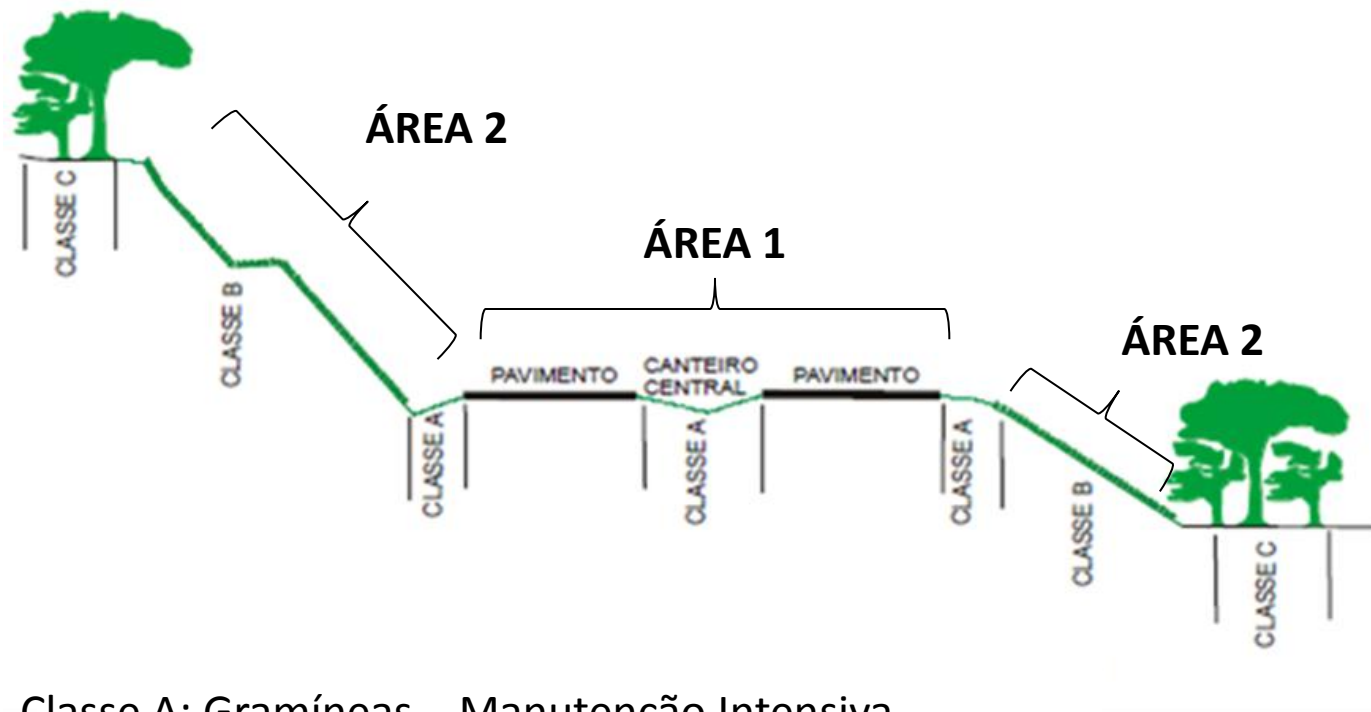 ÁREA 2
ÁREA 1
ÁREA 2
CLASSE C
CLASSE B
PAVIMENTO
CANTEIRO
CENTRAL
PAVIMENTO
CLASSE A
CLASSE A
CLASSE A
CLASSE B
CLASSE C
Classe A: Gramíneas – Manutenção Intensiva